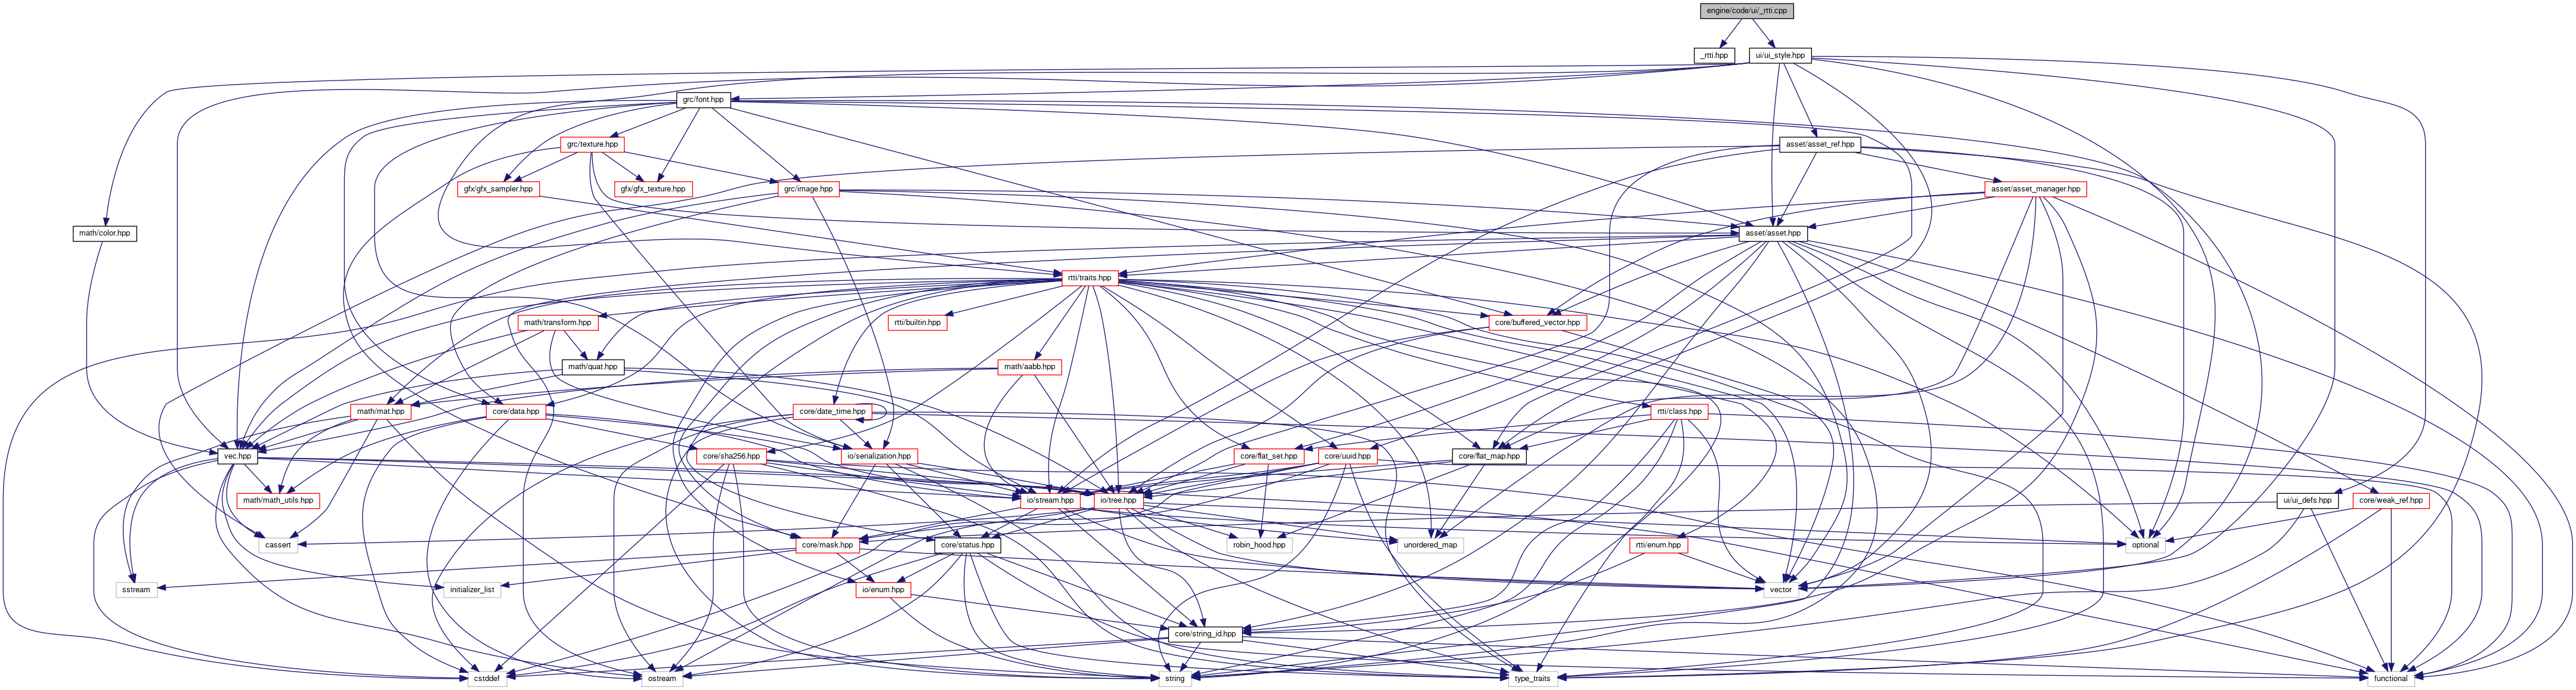 engine/code/ui/_rtti.cpp
_rtti.hpp
ui/ui_style.hpp
grc/font.hpp
grc/texture.hpp
asset/asset_ref.hpp
gfx/gfx_sampler.hpp
gfx/gfx_texture.hpp
grc/image.hpp
asset/asset_manager.hpp
math/color.hpp
asset/asset.hpp
rtti/traits.hpp
math/transform.hpp
rtti/builtin.hpp
core/buffered_vector.hpp
math/quat.hpp
math/aabb.hpp
math/mat.hpp
core/data.hpp
core/date_time.hpp
rtti/class.hpp
vec.hpp
core/sha256.hpp
io/serialization.hpp
core/flat_set.hpp
core/uuid.hpp
core/flat_map.hpp
math/math_utils.hpp
io/stream.hpp
io/tree.hpp
ui/ui_defs.hpp
core/weak_ref.hpp
cassert
core/mask.hpp
core/status.hpp
robin_hood.hpp
unordered_map
rtti/enum.hpp
optional
sstream
initializer_list
io/enum.hpp
vector
core/string_id.hpp
cstddef
ostream
string
type_traits
functional